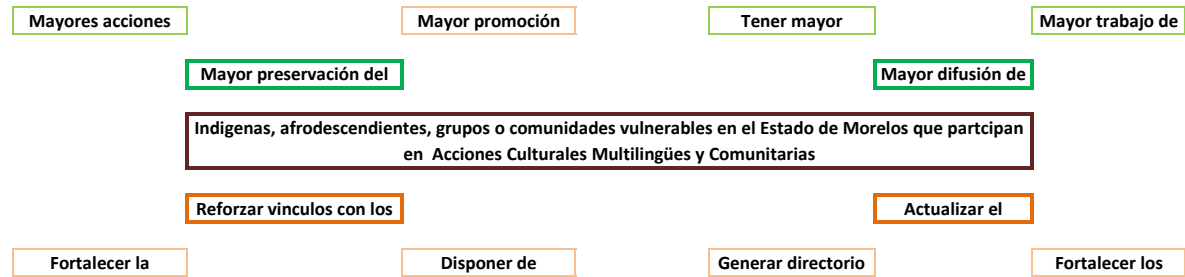 Mayores acciones
Mayor promoción
Tener mayor
Mayor trabajo de
Mayor preservación del
Mayor difusión de
Indigenas, afrodescendientes, grupos o comunidades vulnerables en el Estado de Morelos que partcipan
en Acciones Culturales Multilingües y Comunitarias
Reforzar vinculos con los
Actualizar el
Fortalecer la
Disponer de
Generar directorio
Fortalecer los